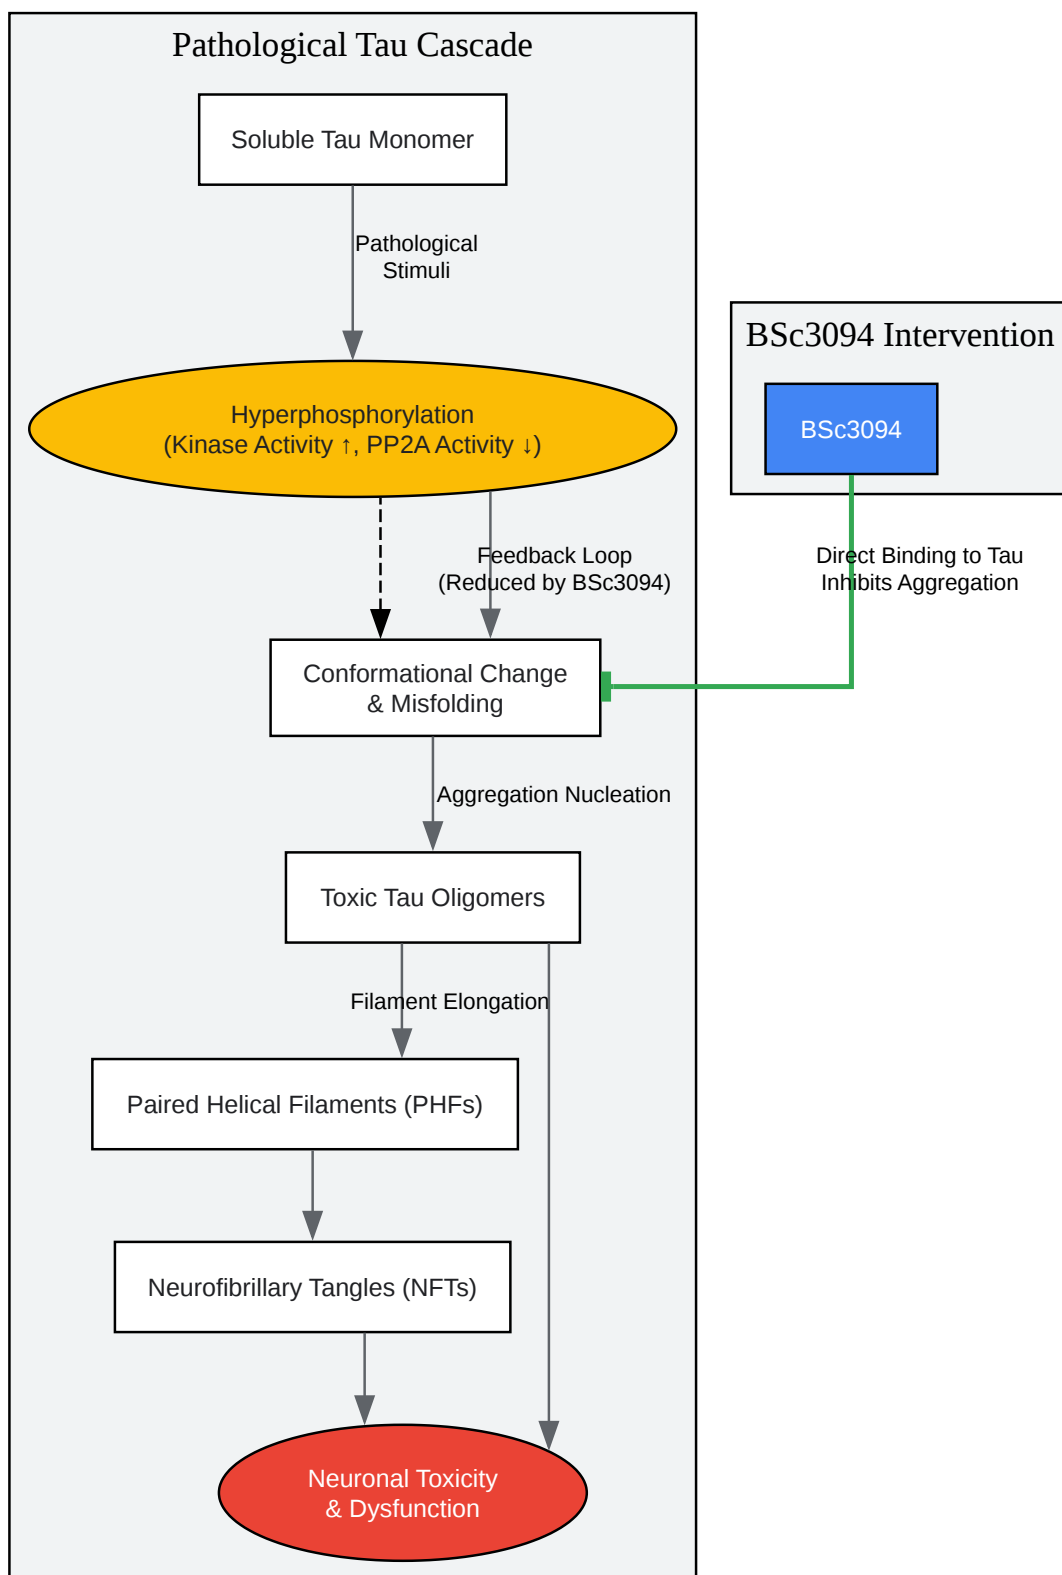 Pathological Tau Cascade
Soluble Tau Monomer
Pathological
Stimuli
BSc3094 Intervention
Hyperphosphorylation
(Kinase Activity ↑, PP2A Activity ↓)
BSc3094
Feedback Loop
(Reduced by BSc3094)
Direct Binding to Tau
Inhibits Aggregation
Conformational Change
& Misfolding
Aggregation Nucleation
Toxic Tau Oligomers
Filament Elongation
Paired Helical Filaments (PHFs)
Neurofibrillary Tangles (NFTs)
Neuronal Toxicity
& Dysfunction